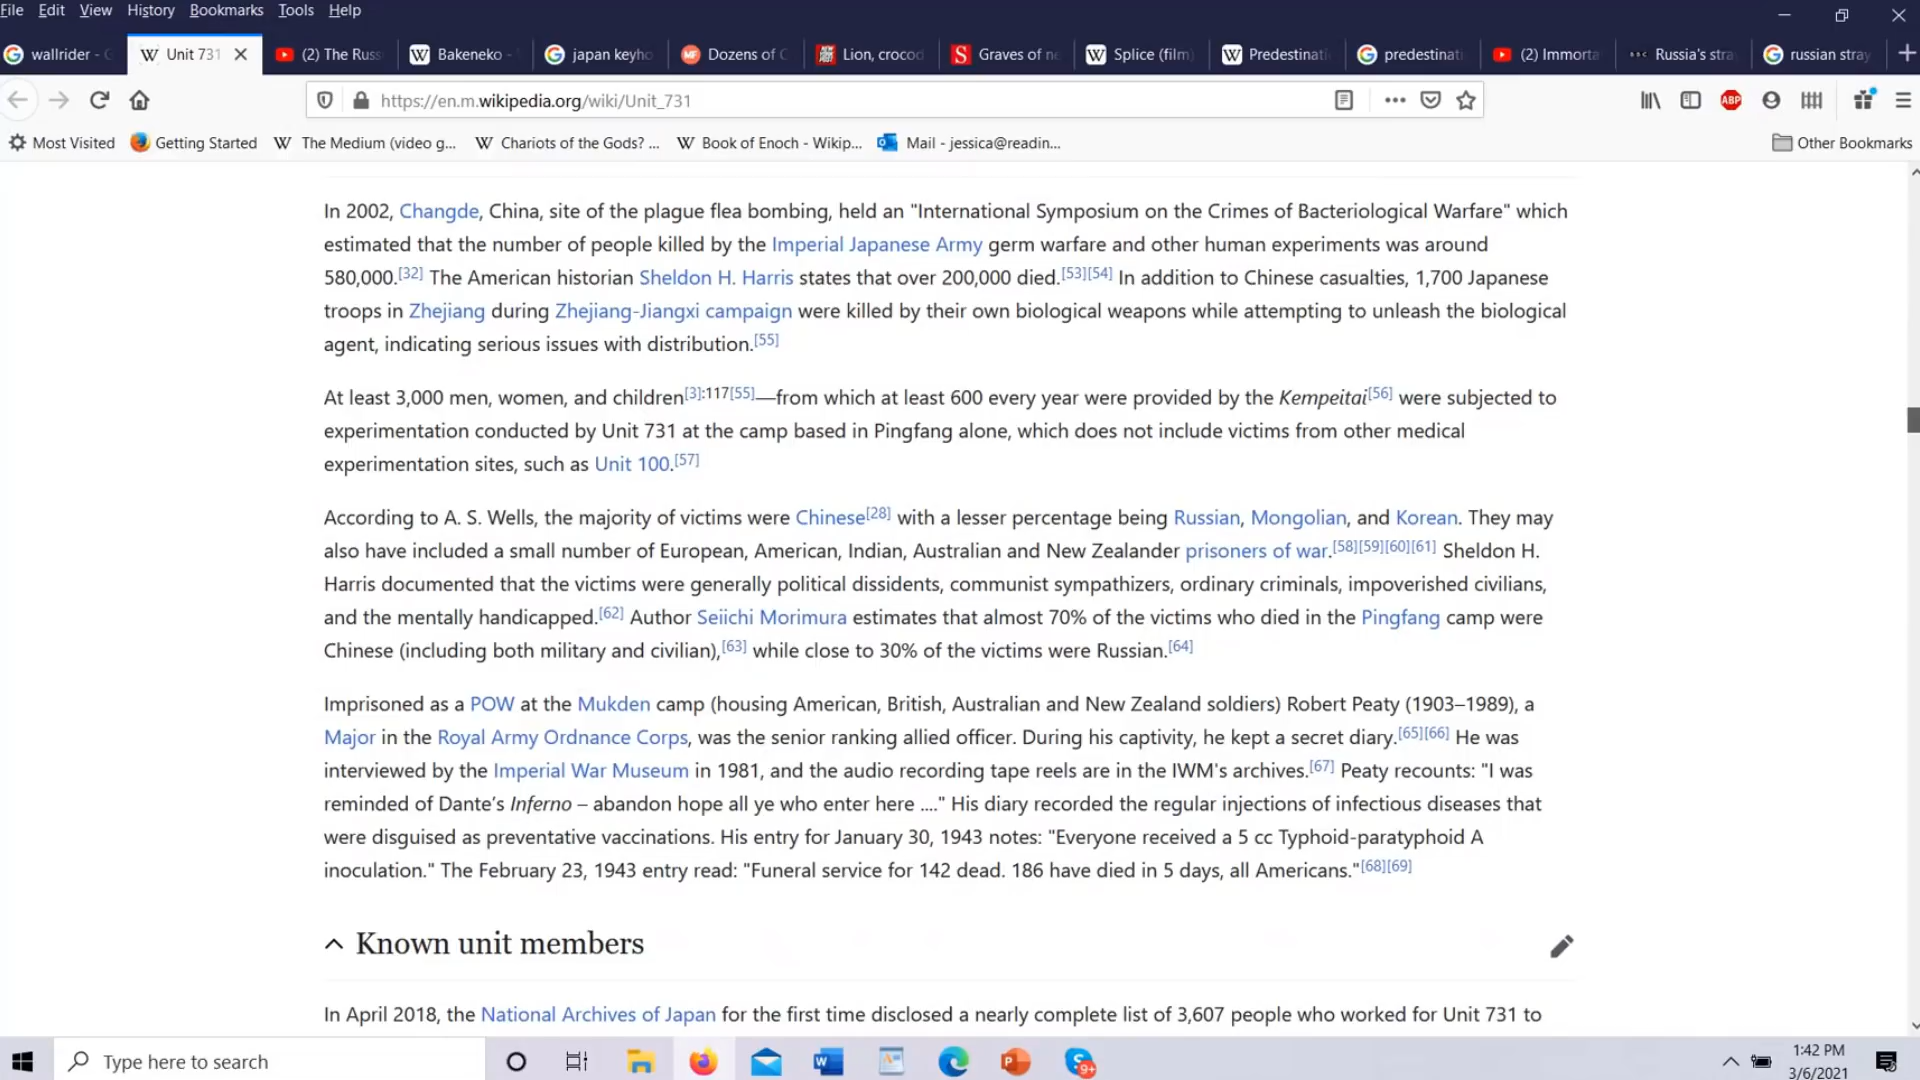 File Edit View History Bookmarks Tools Help
wallrider - G Unit 731 (2) The Russ Bakeneko - japan keyho Dozens of C Lion, crocod Graves of ne Splice (film) Predestinati predestinati (2) Immorta Russia's stra russian stray
https://en.m.wikipedia.org/wiki/Unit_731 ABP
Most Visited Getting Started The Medium (video g... Chariots of the Gods? ... Book of Enoch - Wikip... Mail - jessica@readin... Other Bookmarks
In 2002, Changde, China, site of the plague flea bombing, held an "International Symposium on the Crimes of Bacteriological Warfare" which
estimated that the number of people killed by the Imperial Japanese Army germ warfare and other human experiments was around
580,000.[32] The American historian Sheldon H. Harris states that over 200,000 died.[53][54] In addition to Chinese casualties, 1,700 Japanese
troops in Zhejiang during Zhejiang-Jiangxi campaign were killed by their own biological weapons while attempting to unleash the biological
agent, indicating serious issues with distribution.[55]
At least 3,000 men, women, and children[3]:117[55]—from which at least 600 every year were provided by the Kempeitai[56] were subjected to
experimentation conducted by Unit 731 at the camp based in Pingfang alone, which does not include victims from other medical
experimentation sites, such as Unit 100.[57]
According to A. S. Wells, the majority of victims were Chinese[28] with a lesser percentage being Russian, Mongolian, and Korean. They may
also have included a small number of European, American, Indian, Australian and New Zealander prisoners of war.[58][59][60][61] Sheldon H.
Harris documented that the victims were generally political dissidents, communist sympathizers, ordinary criminals, impoverished civilians,
and the mentally handicapped.[62] Author Seiichi Morimura estimates that almost 70% of the victims who died in the Pingfang camp were
Chinese (including both military and civilian),[63] while close to 30% of the victims were Russian.[64]
Imprisoned as a POW at the Mukden camp (housing American, British, Australian and New Zealand soldiers) Robert Peaty (1903–1989), a
Major in the Royal Army Ordnance Corps, was the senior ranking allied officer. During his captivity, he kept a secret diary.[65][66] He was
interviewed by the Imperial War Museum in 1981, and the audio recording tape reels are in the IWM's archives.[67] Peaty recounts: "I was
reminded of Dante's Inferno – abandon hope all ye who enter here ...." His diary recorded the regular injections of infectious diseases that
were disguised as preventative vaccinations. His entry for January 30, 1943 notes: "Everyone received a 5 cc Typhoid-paratyphoid A
inoculation." The February 23, 1943 entry read: "Funeral service for 142 dead. 186 have died in 5 days, all Americans."[68][69]
Known unit members
In April 2018, the National Archives of Japan for the first time disclosed a nearly complete list of 3,607 people who worked for Unit 731 to
Type here to search 9+ 1:42 PM
3/6/2021